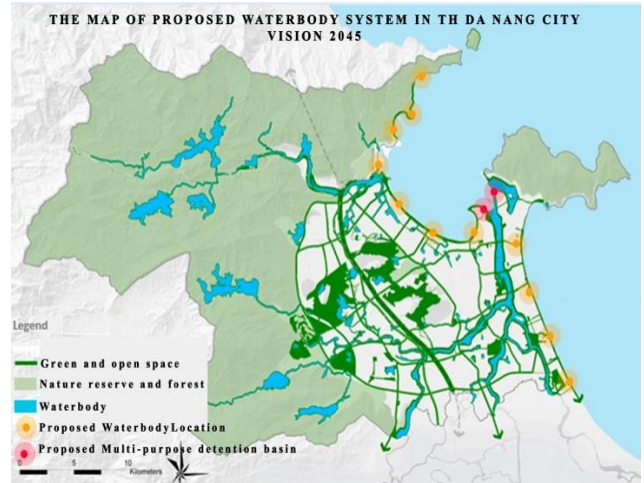 THE MAP OF PROPOSED WATERBODY SYSTEM IN TH DA NANG CITY
VISION 2045
Legend
Green and open space
Nature reserve and forest
Waterbody
Proposed WaterbodyLocation
Proposed Multi-purpose detention basin
0 5 10
Kilometers